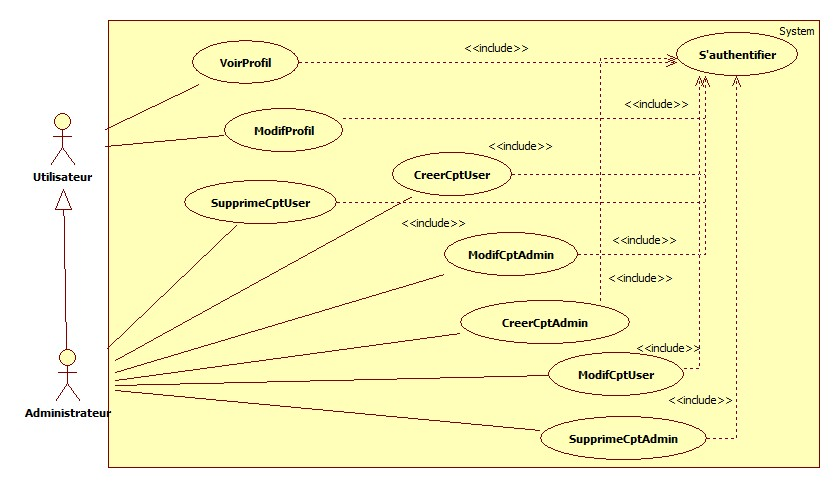 System
<<include>>
S'authentifier
VoirProfil
<<include>>
ModifProfil
<<include>>
Utilisateur
CreerCptUser
SupprimeCptUser
<<include>>
<<include>>
ModifCptAdmin
<<include>>
CreerCptAdmin
<<include>>
ModifCptUser
<<include>>
Administrateur
SupprimeCptAdmin